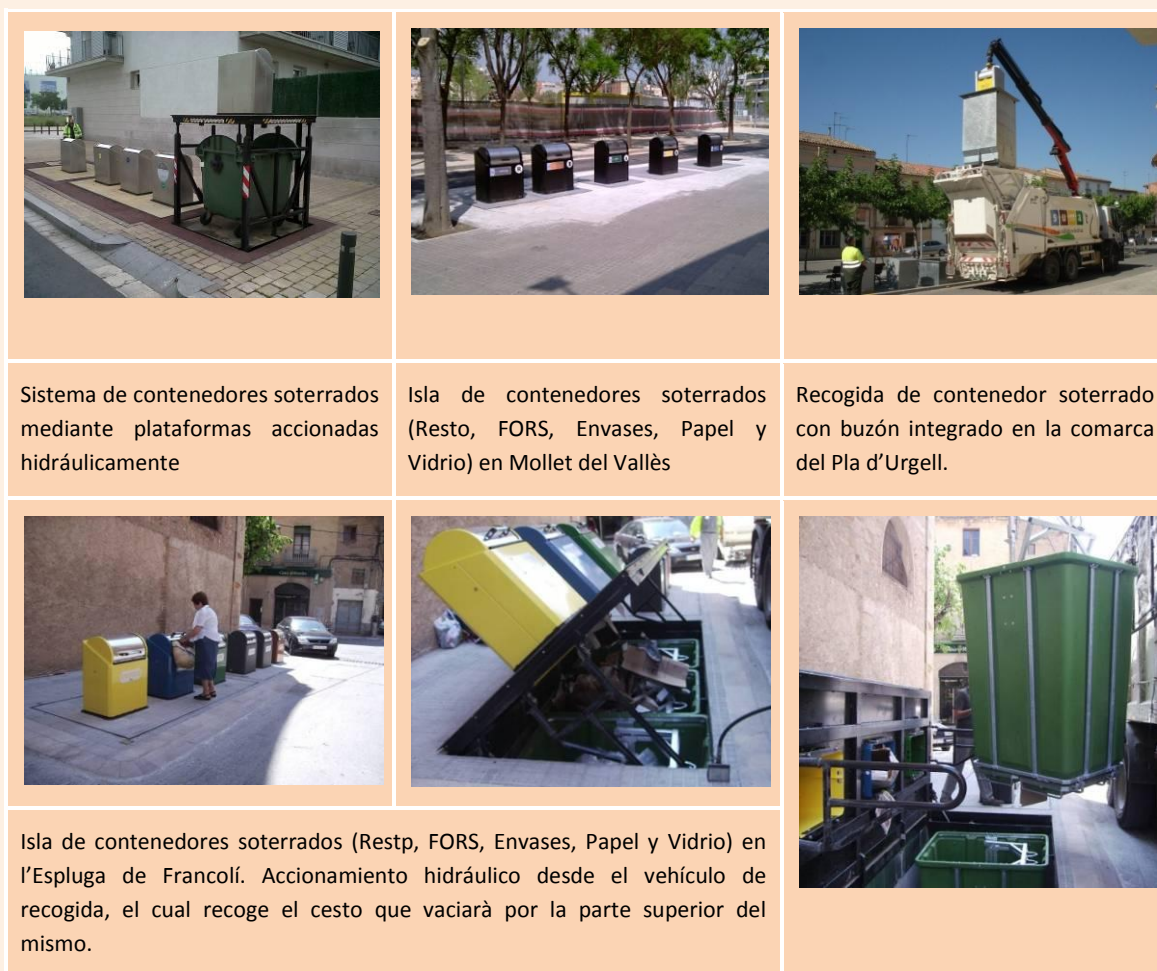 Sistema de contenedores soterrados
mediante plataformas accionadas
hidráulicamente
Isla de contenedores soterrados
(Resto, FORS, Envases, Papel y
Vidrio) en Mollet del Vallès
Recogida de contenedor soterrado
con buzón integrado en la comarca
del Pla d’Urgell.
Isla de contenedores soterrados (Restp, FORS, Envases, Papel y Vidrio) en
l’Espluga de Francolí. Accionamiento hidráulico desde el vehículo de
recogida, el cual recoge el cesto que vaciarà por la parte superior del
mismo.